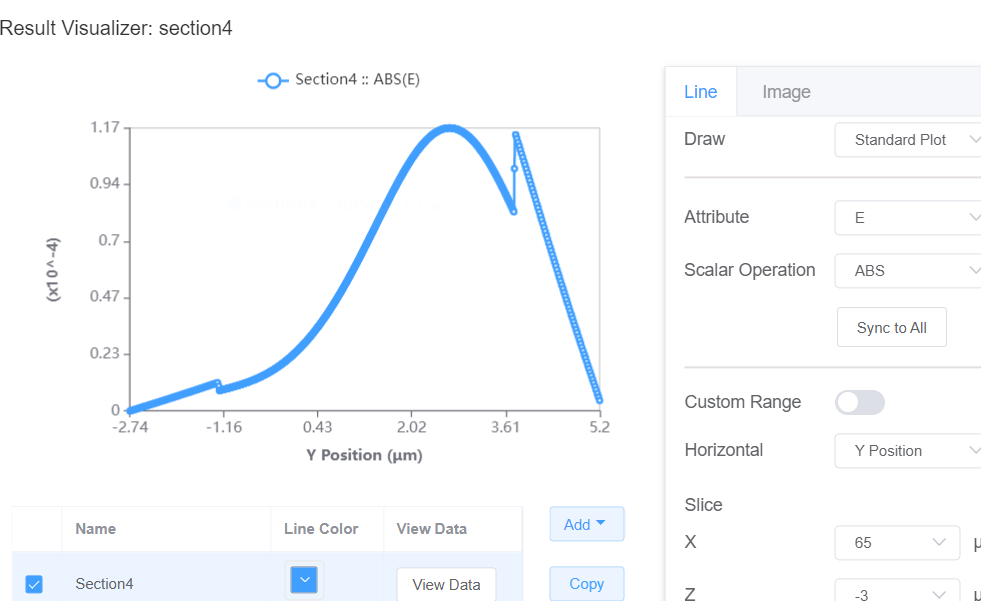 Result Visualizer: section4
Section4 :: ABS(E)
1.17
0.94
0.7
0.47
0.23
0
(x10^-4)
-2.74
-1.16
0.43
2.02
3.61
5.2
Y Position (μm)
Name
Line Color
View Data
Section4
View Data
Add
Copy
Line
Image
Draw
Standard Plot
Attribute
E
Scalar Operation
ABS
Sync to All
Custom Range
Horizontal
Y Position
Slice
X
65
μ
Z
-3
μ